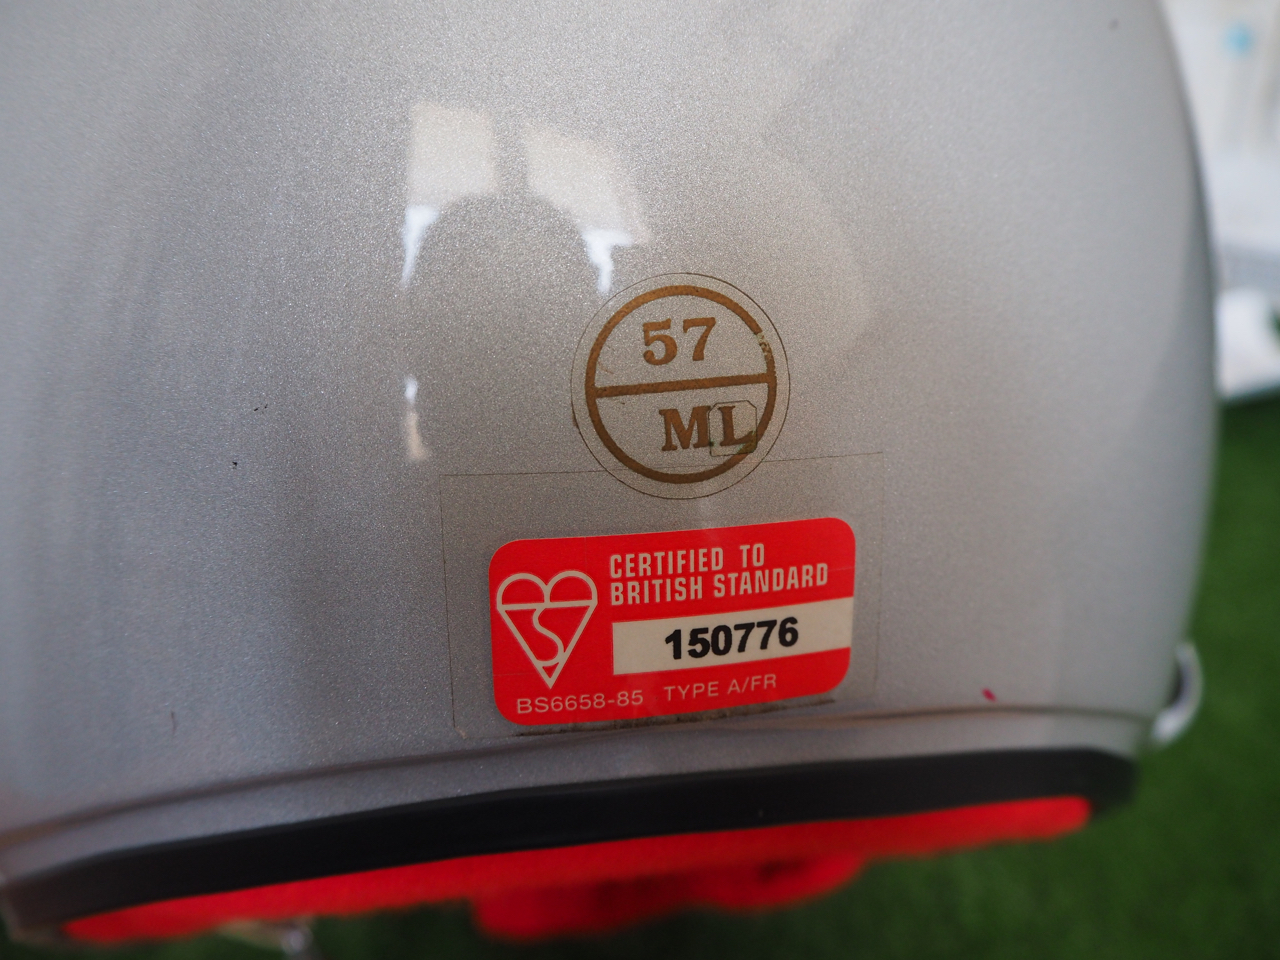 57
ML
CERTIFIED TO
BRITISH STANDARD
150776
BS6658-85 TYPE A/FR